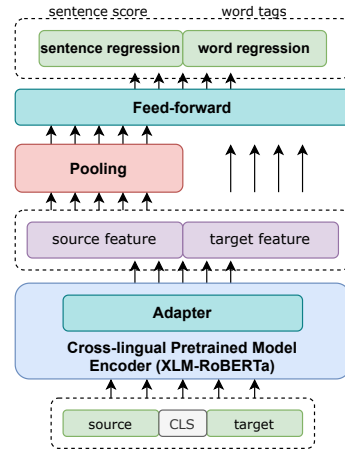 sentence score word tags
sentence regression word regression
Feed-forward
Pooling
source feature target feature
Adapter
Cross-lingual Pretrained Model
Encoder (XLM-RoBERTa)
source CLS target